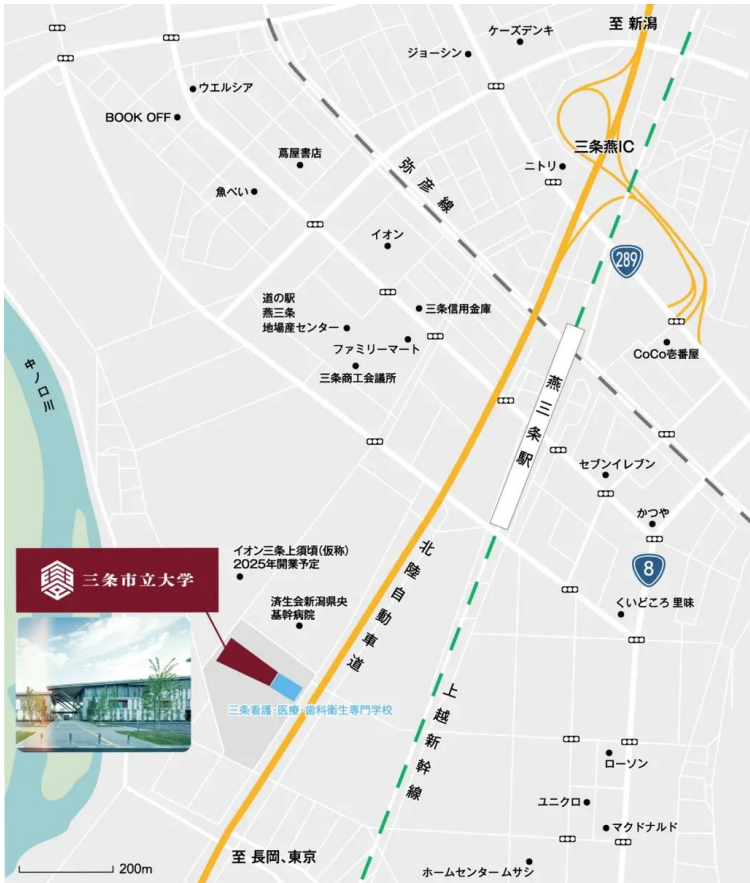 ケーズデンキ
至 新潟
ジョーシン
ウエルシア
BOOK OFF
三条燕IC
蔦屋書店
ニトリ
弥彦線
魚べい
イオン
289
道の駅
燕三条
地場産センター
三条信用金庫
ファミリーマート
CoCo壱番屋
中ノ口川
三条商工会議所
燕三条駅
セブンイレブン
かつや
北陸自動車道
イオン三条上須頃(仮称)
2025年開業予定
8
三条市立大学
済生会新潟県央
基幹病院
くいどころ 里味
上越新幹線
三条看護・医療・歯科衛生専門学校
ローソン
ユニクロ
マクドナルド
200m
至 長岡、東京
ホームセンター ムサシ